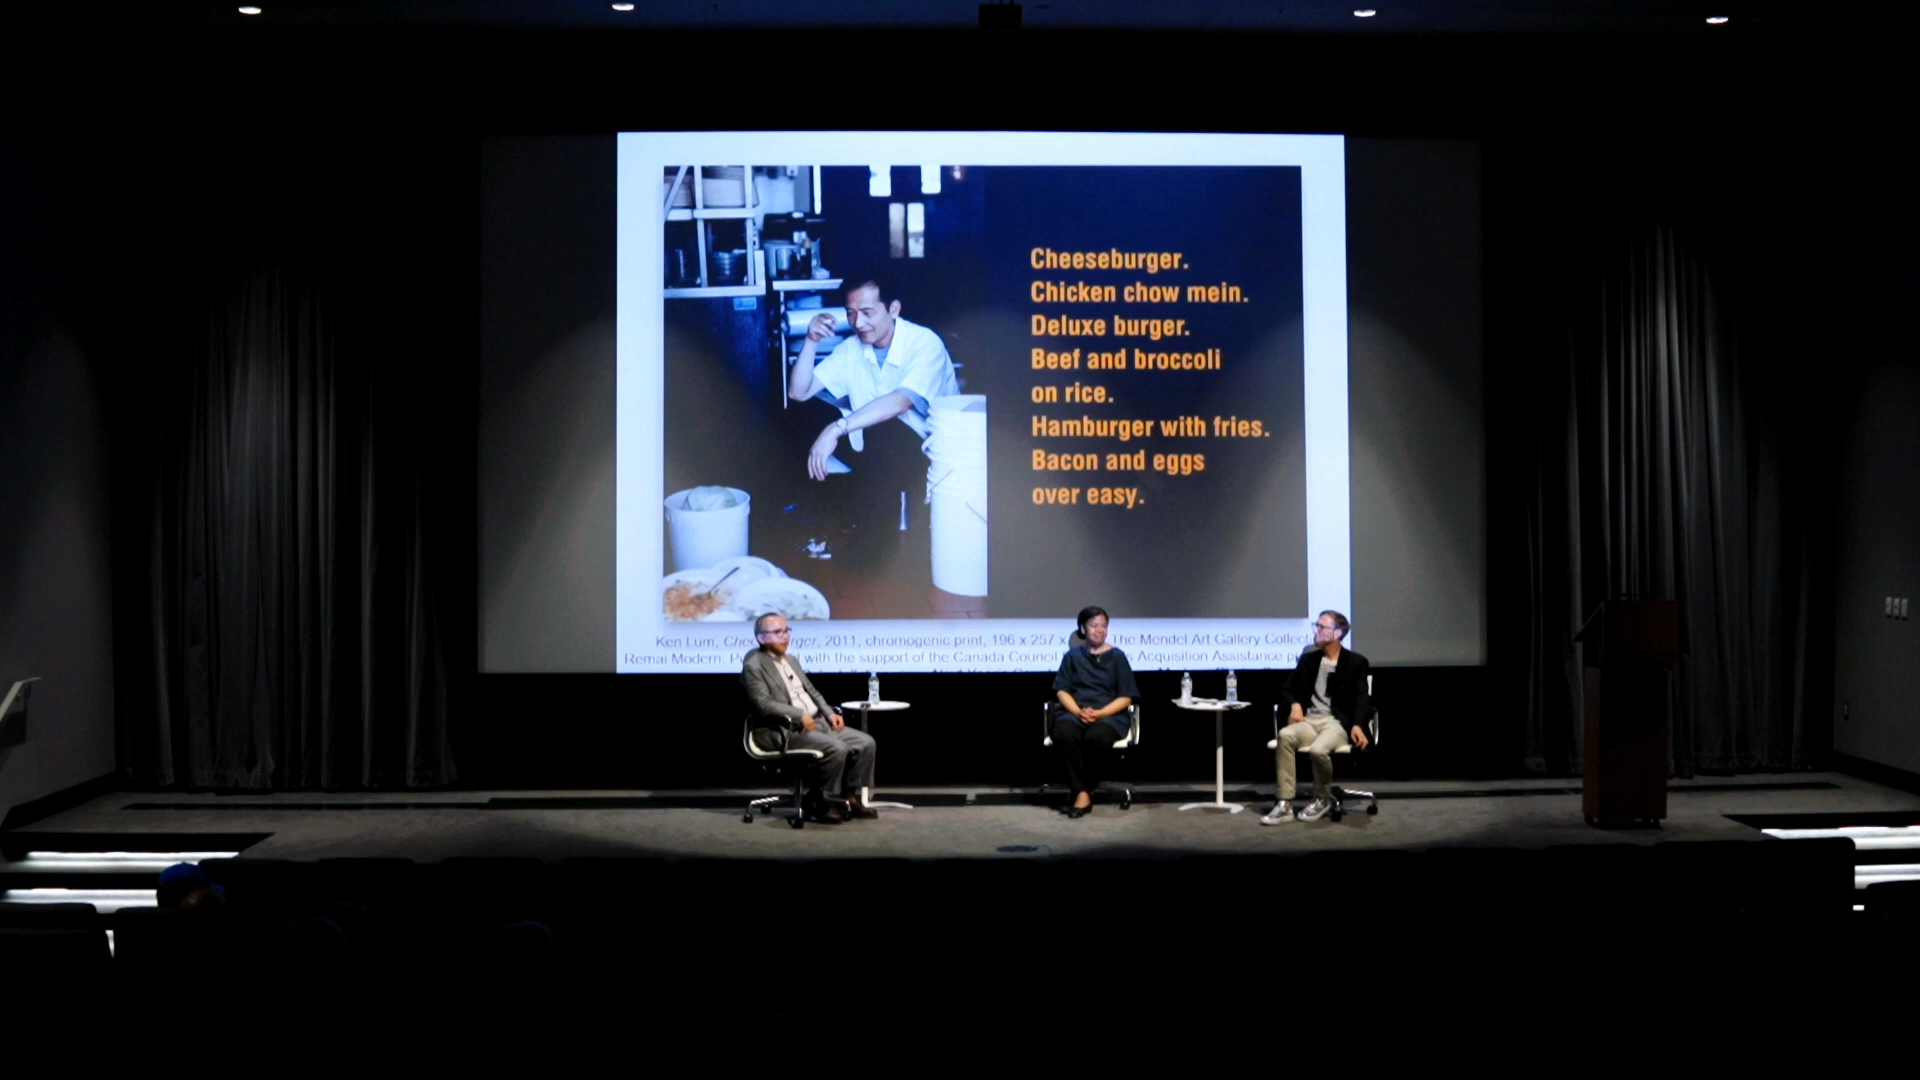 Cheeseburger.
Chicken chow mein.
Deluxe burger.
Beef and broccoli
on rice.
Hamburger with fries.
Bacon and eggs
over easy.
Ken Lum, 2011, chromogenic print, 196 x 257 x The Mendel Art Gallery
Remai Modern. with the support of the Canada Council Acquisition Assistance